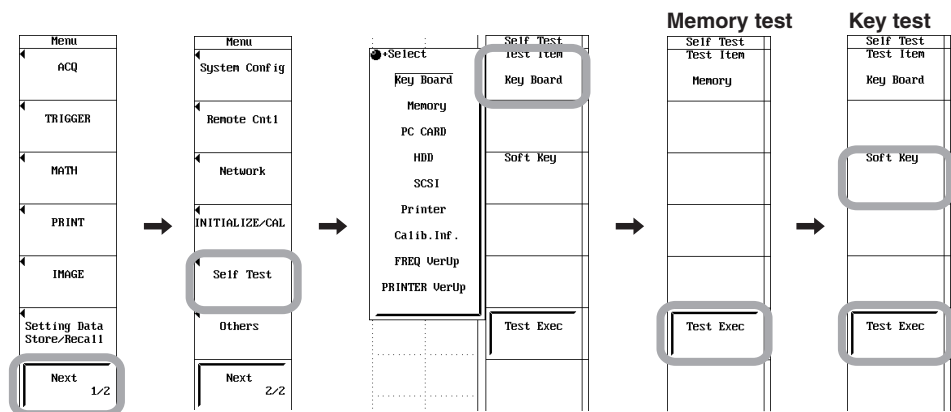 Memory test
Key test
Menu
ACQ
TRIGGER
MATH
PRINT
IMAGE
Setting Data
Store/Recall
Next
1/2
Menu
System Config
Remote Cntl
Network
INITIALIZE/CAL
Self Test
Others
Next
2/2
Select
Key Board
Memory
PC CARD
HDD
SCSI
Printer
Calib.Inf.
FREQ VerUp
PRINTER VerUp
Self Test
Test Item
Key Board
Soft Key
Test Exec
Self Test
Test Item
Memory
Test Exec
Self Test
Test Item
Key Board
Soft Key
Test Exec